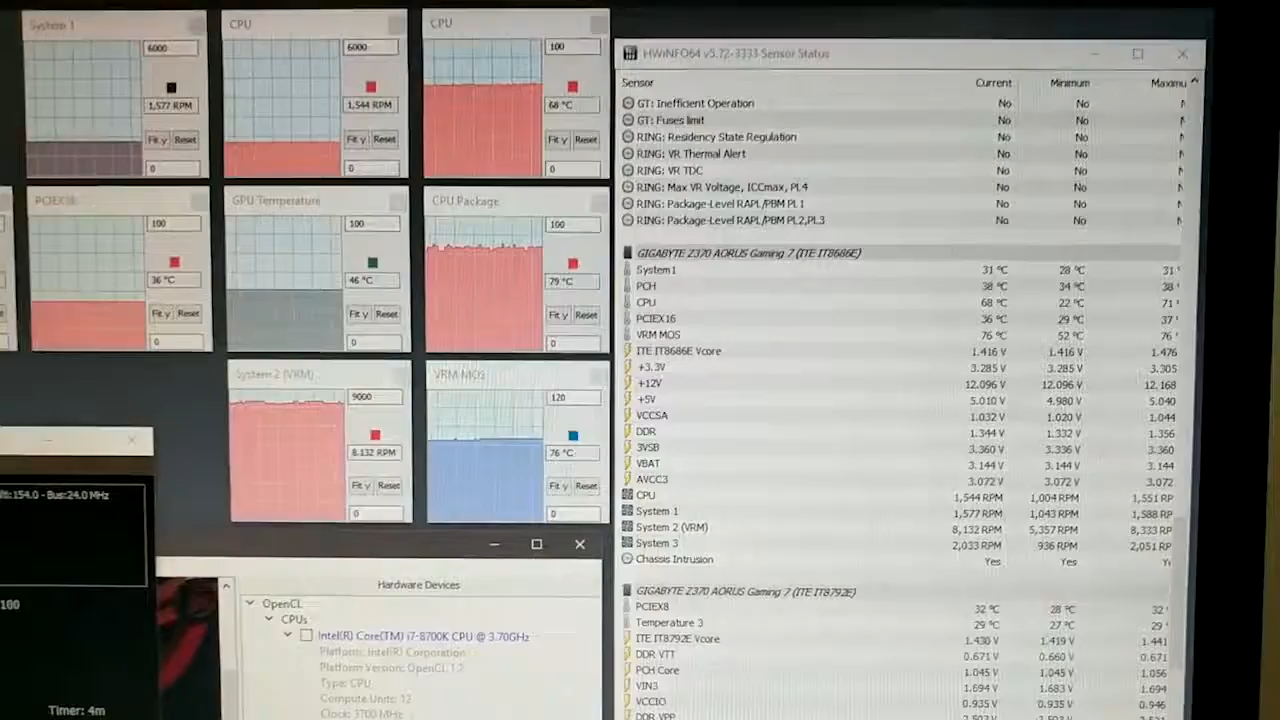 System 1
6000
1,577 RPM
Fit y Reset
0
CPU
6000
1,544 RPM
Fit y Reset
0
CPU
100
68 °C
Fit y Reset
0
PCIEX16
100
36 °C
Fit y Reset
0
GPU Temperature
100
46 °C
Fit y Reset
0
CPU Package
100
79 °C
Fit y Reset
0
System 2 (VRM)
9000
8,132 RPM
Fit y Reset
0
VRM MOS
120
76 °C
Fit y Reset
0
154.0 - Bus:24.0 MHz
100
Timer: 4m
Hardware Devices
OpenCL
CPUs
Intel(R) Core(TM) i7-8700K CPU @ 3.70GHz
Platform: Intel(R) Corporation
Platform Version: OpenCL 1.2
Type: CPU
Compute Units: 12
Clock: 3700 MHz
HWiNFO64 v5.72-3333 Sensor Status
Sensor Current Minimum Maximu
GT: Inefficient Operation No No
GT: Fuses limit No No
RING: Residency State Regulation No No
RING: VR Thermal Alert No No
RING: VR TDC No No
RING: Max VR Voltage, ICCmax, PL4 No No
RING: Package-Level RAPL/PBM PL1 No No
RING: Package-Level RAPL/PBM PL2,PL3 No No
GIGABYTE Z370 AORUS Gaming 7 (ITE IT8686E)
System1 31 °C 28 °C 31
PCH 38 °C 34 °C 38
CPU 68 °C 22 °C 71
PCIEX16 36 °C 29 °C 37
VRM MOS 76 °C 52 °C 76
ITE IT8686E Vcore 1.416 V 1.416 V 1.476
+3.3V 3.285 V 3.285 V 3.305
+12V 12.096 V 12.096 V 12.168
+5V 5.010 V 4.980 V 5.040
VCCSA 1.032 V 1.020 V 1.044
DDR 1.344 V 1.332 V 1.356
3VSB 3.360 V 3.336 V 3.360
VBAT 3.144 V 3.144 V 3.144
AVCC3 3.072 V 3.072 V 3.072
CPU 1,544 RPM 1,004 RPM 1,551 RP
System 1 1,577 RPM 1,043 RPM 1,588 RP
System 2 (VRM) 8,132 RPM 5,357 RPM 8,333 RP
System 3 2,033 RPM 936 RPM 2,051 RP
Chassis Intrusion Yes Yes
GIGABYTE Z370 AORUS Gaming 7 (ITE IT8792E)
PCIEX8 32 °C 28 °C 32
Temperature 3 29 °C 27 °C 29
ITE IT8792E Vcore 1.430 V 1.419 V 1.441
DDR VTT 0.671 V 0.660 V 0.671
PCH Core 1.045 V 1.045 V 1.056
VIN3 1.694 V 1.683 V 1.694
VCCIO 0.935 V 0.935 V 0.946
DDR VPP